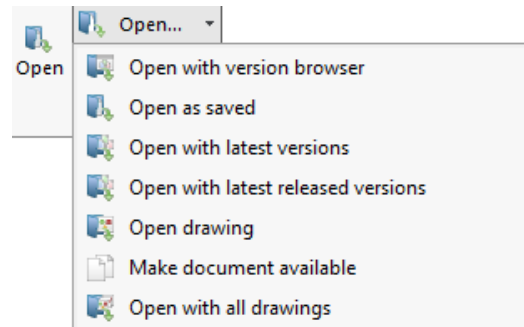 Open
Open...
Open with version browser
Open as saved
Open with latest versions
Open with latest released versions
Open drawing
Make document available
Open with all drawings